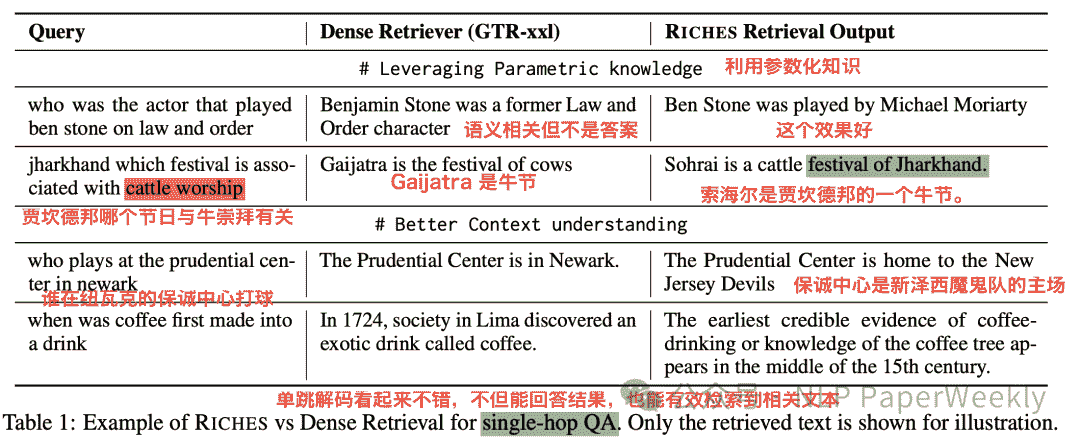 Query Dense Retriever (GTR-xxl) RICHES Retrieval Output
# Leveraging Parametric knowledge 利用参数化知识
who was the actor that played Benjamin Stone was a former Law and Ben Stone was played by Michael Moriarty
ben stone on law and order Order character 语义相关但不是答案 这个效果好
jharkhand which festival is asso- Gaijatra is the festival of cows Sohrai is a cattle festival of Jharkhand.
ciated with cattle worship Gaijatra 是牛节 索海尔是贾坎德邦的一个牛节。
贾坎德邦哪个节日与牛崇拜有关
# Better Context understanding
who plays at the prudential cen- The Prudential Center is in Newark. The Prudential Center is home to the New
ter in newark Jersey Devils 保诚中心是新泽西魔鬼队的主场
谁在纽瓦克的保诚中心打球
when was coffee first made into In 1724, society in Lima discovered an The earliest credible evidence of coffee-
a drink exotic drink called coffee. drinking or knowledge of the coffee tree ap-
pears in the middle of the 15th century.
单跳解码看起来不错，不但能回答结果，也能有效检索到相关文本
公众号 · NLP PaperWeekly
Table 1: Example of RICHES vs Dense Retrieval for single-hop QA. Only the retrieved text is shown for illustration.